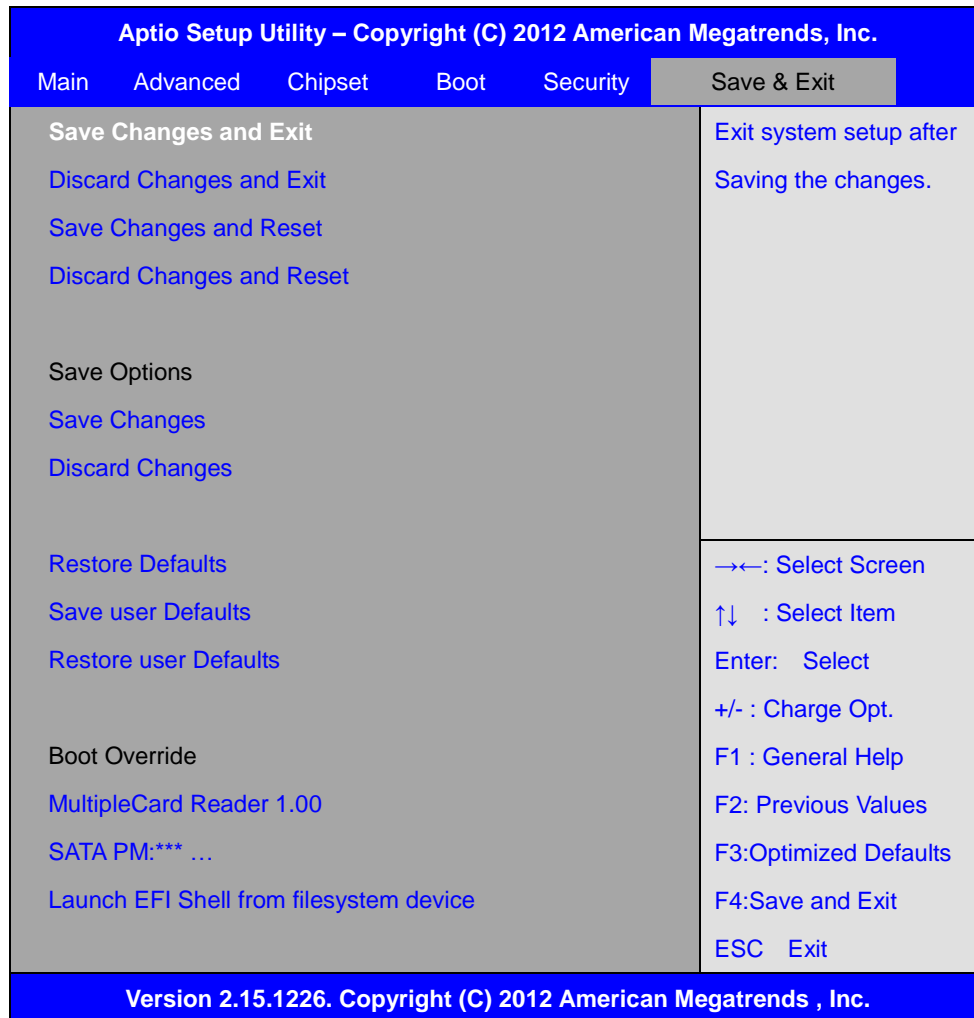 Aptio Setup Utility – Copyright (C) 2012 American Megatrends, Inc.
Main Advanced Chipset Boot Security Save & Exit
Save Changes and Exit
Discard Changes and Exit
Save Changes and Reset
Discard Changes and Reset
Save Options
Save Changes
Discard Changes
Restore Defaults
Save user Defaults
Restore user Defaults
Boot Override
MultipleCard Reader 1.00
SATA PM:*** …
Launch EFI Shell from filesystem device
Exit system setup after
Saving the changes.
→←: Select Screen
↑↓ : Select Item
Enter: Select
+/- : Charge Opt.
F1 : General Help
F2: Previous Values
F3:Optimized Defaults
F4:Save and Exit
ESC Exit
Version 2.15.1226. Copyright (C) 2012 American Megatrends , Inc.